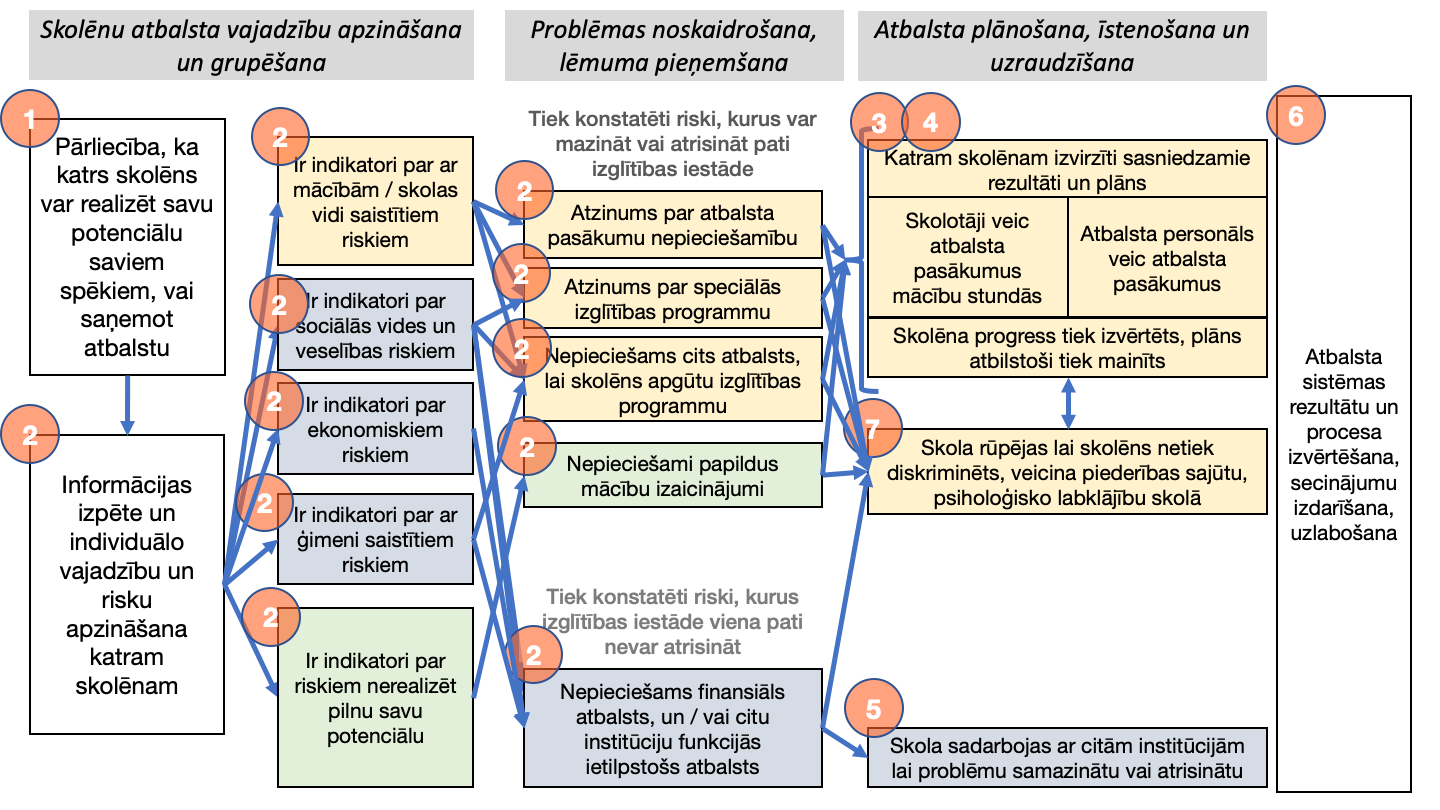 Skolēnu atbalsta vajadzību apzināšana
un grupēšana
Problēmas noskaidrošana,
lēmuma pieņemšana
Atbalsta plānošana, īstenošana un
uzraudzīšana
1
Pārliecība, ka
katrs skolēns
var realizēt savu
potenciālu
saviem
spēkiem, vai
saņemot
atbalstu
2
Informācijas
izpēte un
individuālo
vajadzību un
risku
apzināšana
katram
skolēnam
2
Ir indikatori par ar
mācībām / skolas
vidi saistītiem
riskiem
2
Ir indikatori par
sociālās vides un
veselības riskiem
2
Ir indikatori par
ekonomiskiem
riskiem
2
Ir indikatori par ar
ģimeni saistītiem
riskiem
2
Ir indikatori par
riskiem nerealizēt
pilnu savu
potenciālu
Tiek konstatēti riski, kurus var
mazināt vai atrisināt pati
izglītības iestāde
2
Atzinums par atbalsta
pasākumu nepieciešamību
2
Atzinums par speciālās
izglītības programmu
2
Nepieciešams cits atbalsts,
lai skolēns apgūtu izglītības
programmu
2
Nepieciešami papildus
mācību izaicinājumi
Tiek konstatēti riski, kurus
izglītības iestāde viena pati
nevar atrisināt
2
Nepieciešams finansiāls
atbalsts, un / vai citu
institūciju funkcijās
ietilpstošs atbalsts
3
4
Katram skolēnam izvirzīti sasniedzamie
rezultāti un plāns
Skolotāji veic
atbalsta
pasākumus
mācību stundās
Atbalsta personāls
veic atbalsta
pasākumus
Skolēna progress tiek izvērtēts, plāns
atbilstoši tiek mainīts
7
Skola rūpējas lai skolēns netiek
diskriminēts, veicina piederības sajūtu,
psiholoģisko labklājību skolā
5
Skola sadarbojas ar citām institūcijām
lai problēmu samazinātu vai atrisinātu
6
Atbalsta
sistēmas
rezultātu un
procesa
izvērtēšana,
secinājumu
izdarīšana,
uzlabošana